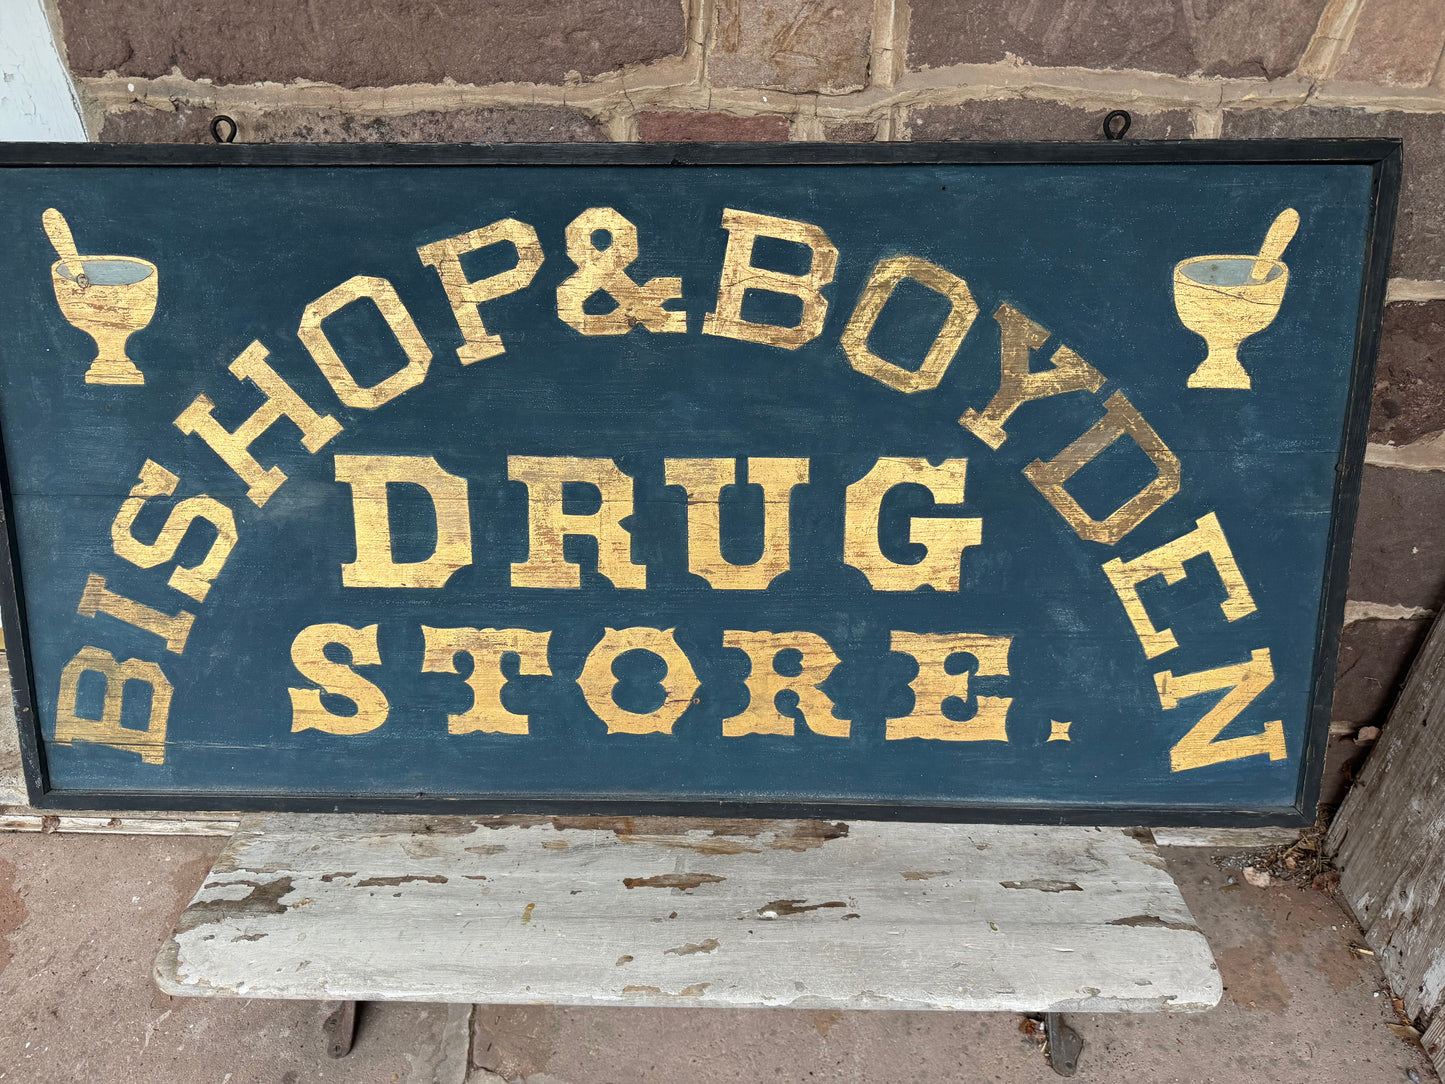 BISHOP & BOYDEN
DRUG
STORE.